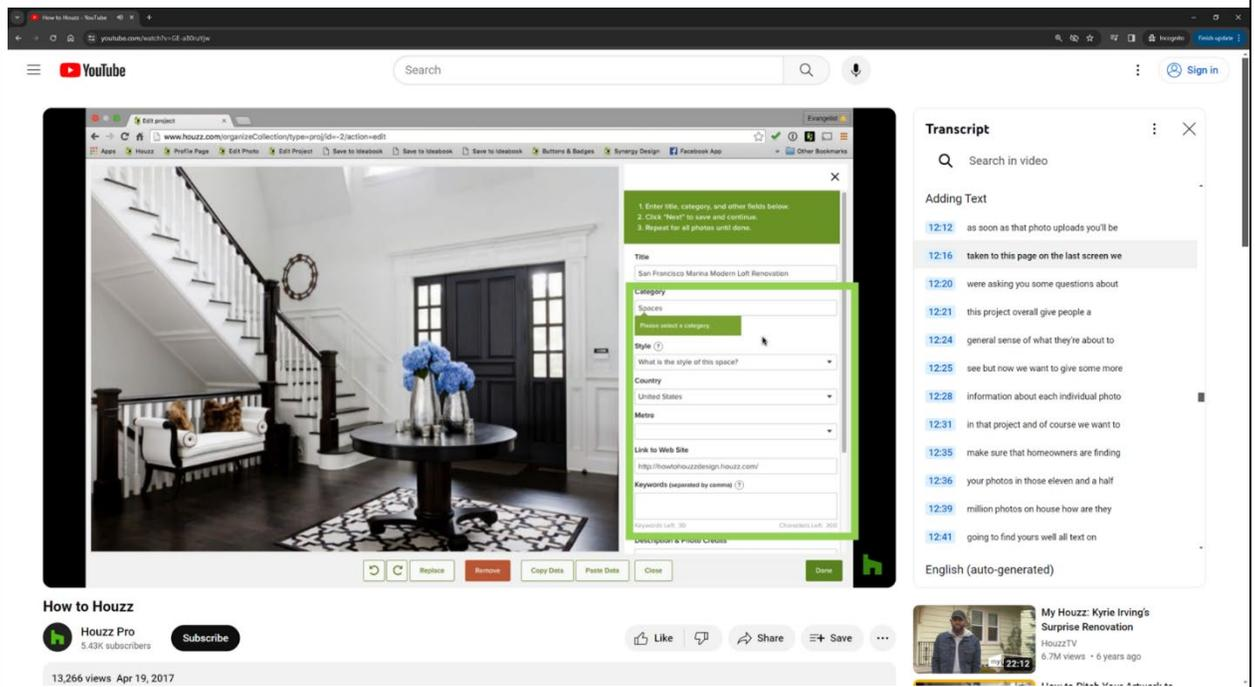 How to Houzz - YouTube
youtube.com/watch?v=GE-aB0ruYjw
Incognito
Finish update
YouTube
Search
Sign in
Edit project
Evangelist
www.houzz.com/organizeCollection/type=proj/id=-2/action=edit
Apps Houzz Profile Page Edit Photo Edit Project Save to Ideabook Save to Ideabook Save to Ideabook Buttons & Badges Synergy Design Facebook App » Other Bookmarks
1. Enter title, category, and other fields below.
2. Click "Next" to save and continue.
3. Repeat for all photos until done.
Title
San Francisco Marina Modern Loft Renovation
Category
Spaces
Please select a category.
Style ?
What is the style of this space?
Country
United States
Metro
Link to Web Site
http://howtohouzzdesign.houzz.com/
Keywords (separated by comma) ?
Keywords Left: 30 Characters Left: 300
Description & Photo Credits
Replace Remove Copy Data Paste Data Close Done
Transcript
Search in video
Adding Text
12:12 as soon as that photo uploads you'll be
12:16 taken to this page on the last screen we
12:20 were asking you some questions about
12:21 this project overall give people a
12:24 general sense of what they're about to
12:25 see but now we want to give some more
12:28 information about each individual photo
12:31 in that project and of course we want to
12:35 make sure that homeowners are finding
12:36 your photos in those eleven and a half
12:39 million photos on house how are they
12:41 going to find yours well all text on
English (auto-generated)
How to Houzz
Houzz Pro
5.43K subscribers
Subscribe
Like
Share
Save
13,266 views Apr 19, 2017
My Houzz: Kyrie Irving's
Surprise Renovation
HouzzTV
6.7M views • 6 years ago
22:12
How to Pitch Your Artwork to